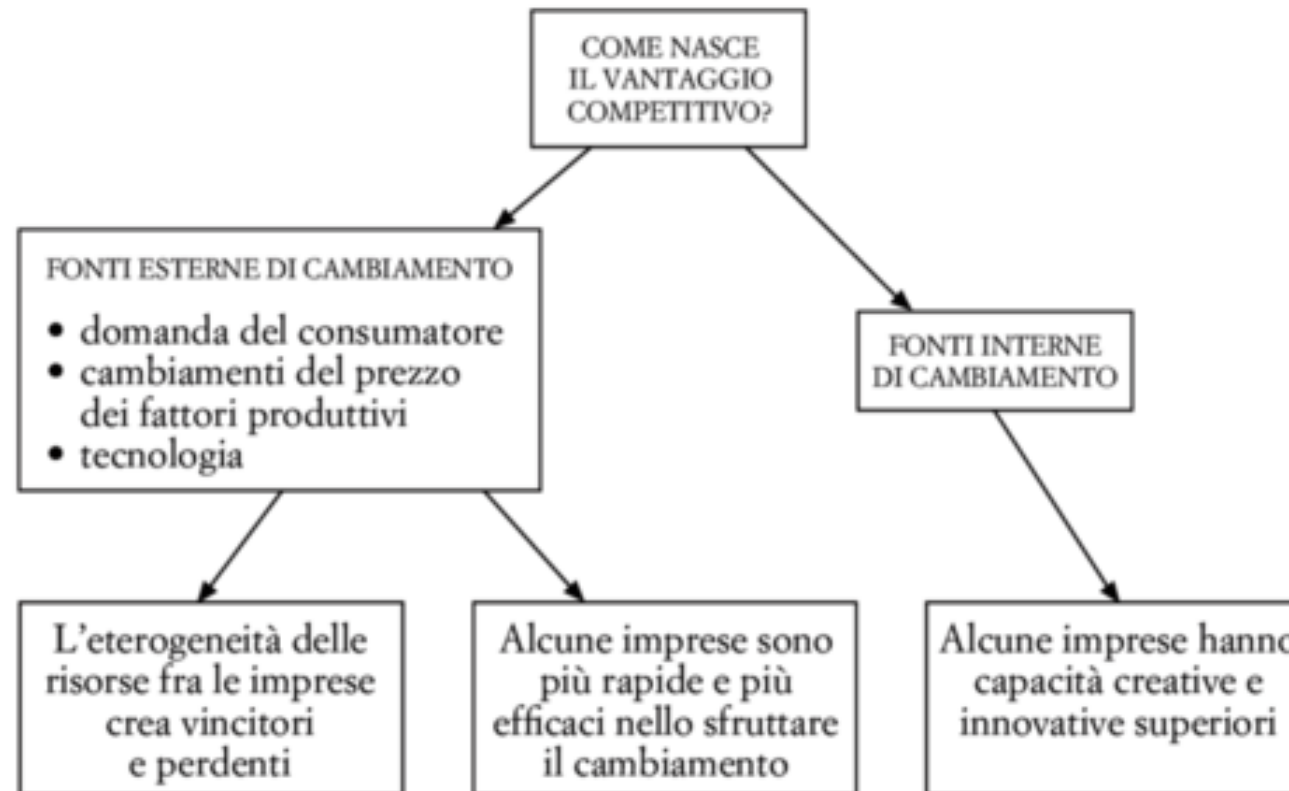 COME NASCE
IL VANTAGGIO
COMPETITIVO?
FONTI ESTERNE DI CAMBIAMENTO
• domanda del consumatore
• cambiamenti del prezzo
dei fattori produttivi
• tecnologia
FONTI INTERNE
DI CAMBIAMENTO
L'eterogeneità delle
risorse fra le imprese
crea vincitori
e perdenti
Alcune imprese sono
più rapide e più
efficaci nello sfruttare
il cambiamento
Alcune imprese hanno
capacità creative e
innovative superiori